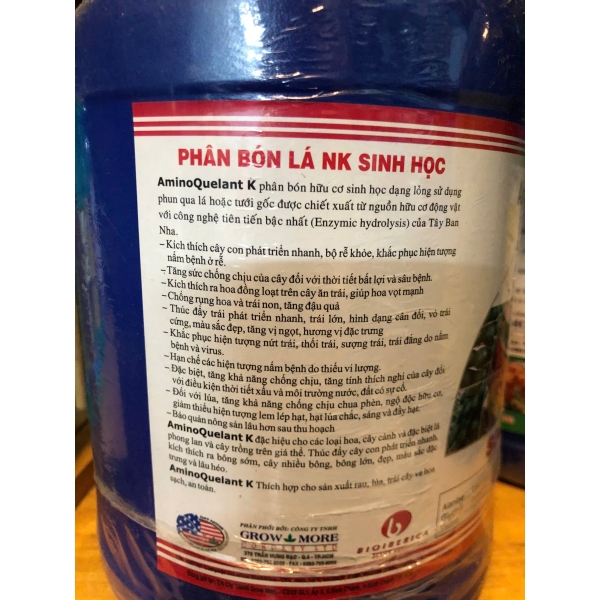 PHÂN BÓN LÁ NK SINH HỌC
AminoQuelant K phân bón hữu cơ sinh học dạng lỏng sử dụng
phun qua lá hoặc tưới gốc được chiết xuất từ nguồn hữu cơ động vật
với công nghệ tiên tiến bậc nhất (Enzymic hydrolysis) của Tây Ban
Nha.
–Kích thích cây con phát triển nhanh, bộ rễ khỏe, khắc phục hiện tượng
nấm bệnh ở rễ.
–Tăng sức chống chịu của cây đối với thời tiết bất lợi và sâu bệnh.
–Kích thích ra hoa đồng loạt trên cây ăn trái, giúp hoa vọt mạnh
–Chống rụng hoa và trái non, tăng đậu quả
– Thúc đẩy trái phát triển nhanh, trái lớn, hình dạng cân đối, vỏ trái
cứng, màu sắc đẹp, tăng vị ngọt, hương vị đặc trưng
–Khắc phục hiện tượng nứt trái, thối trái, sượng trái, trái đắng do nấm
bệnh và virus.
–Hạn chế các hiện tượng nấm bệnh do thiếu vi lượng.
–Đặc biệt, tăng khả năng chống chịu, tăng tính thích nghi của cây đối
với điều kiện thời tiết xấu và môi trường nước, đất có sự cố.
– Đối với lúa, tăng khả năng chống chịu chua phèn, ngộ độc hữu cơ,
giảm thiểu hiện tượng lem lép hạt, hạt lúa chắc, sáng và đầy hạt.
–Bảo quản nông sản lâu hơn sau thu hoạch
AminoQuelant K đặc hiệu cho các loại hoa, cây cảnh và đặc biệt là
phong lan và cây trồng trên giá thể. Thúc đẩy cây con phát triển nhanh,
kích thích ra bông sớm, cây nhiều bông, bông lớn, đẹp, màu sắc đặc
trưng và lâu héo.
AminoQuelant K Thích hợp cho sản xuất rau, lúa, trái cây và hoa
sạch, an toàn.
PHÂN PHỐI BỞI: CÔNG TY TNHH
GROW MORE
BIOIBERICA